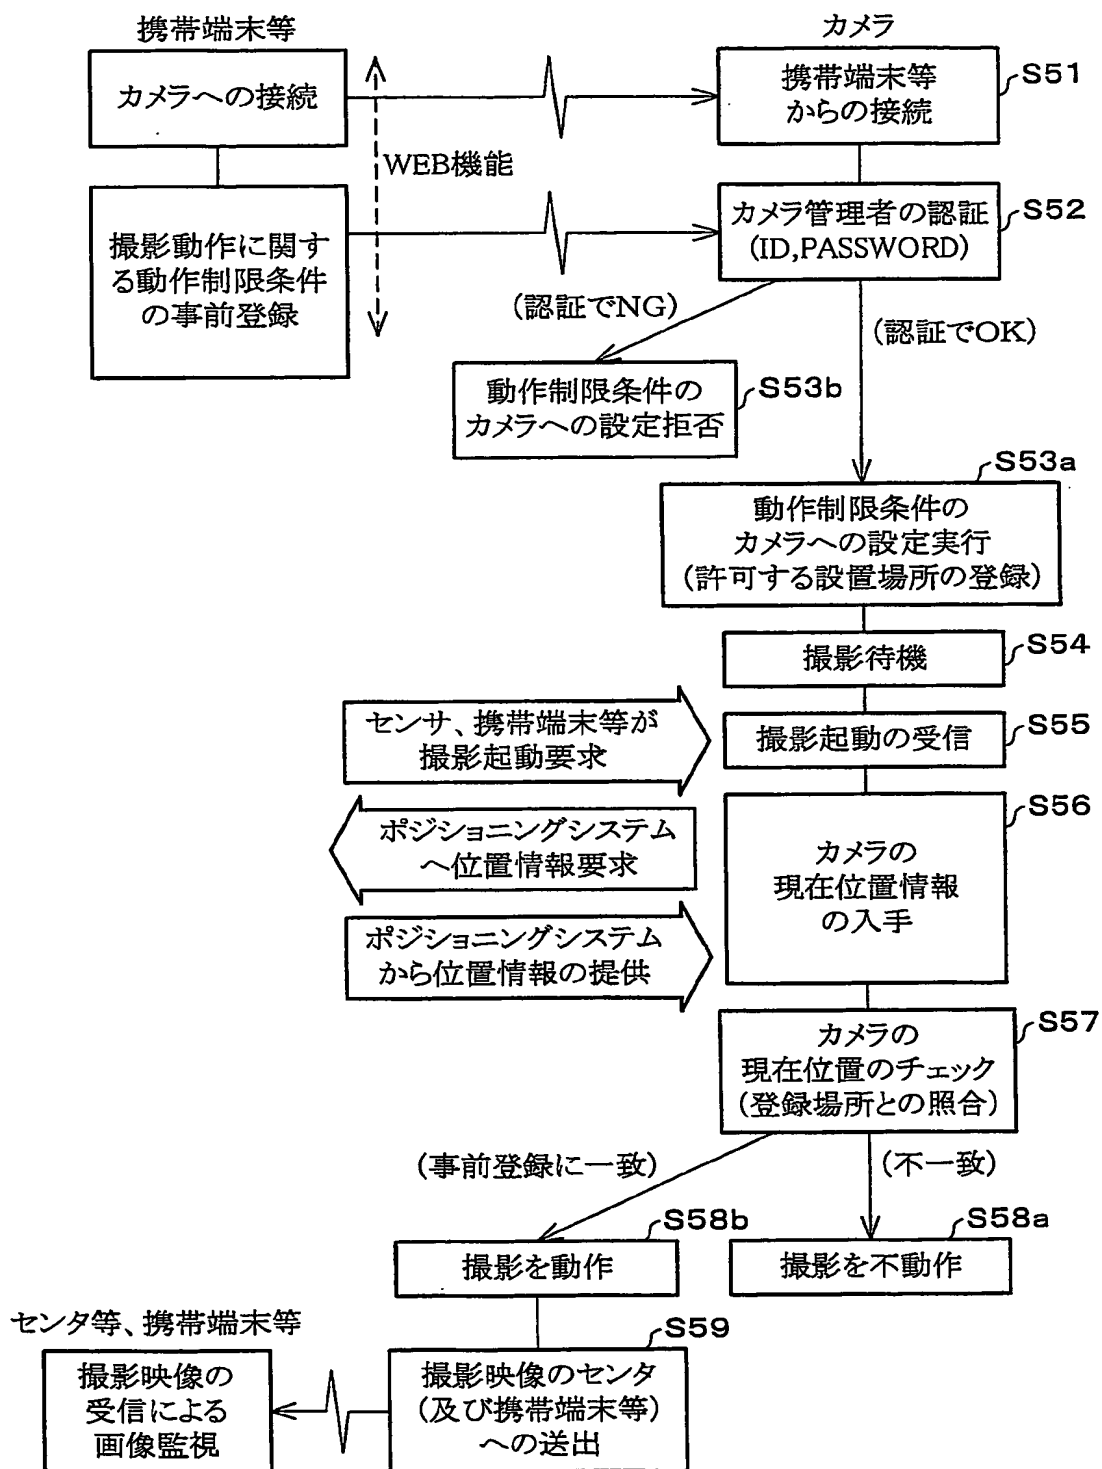 携帯端末等
カメラ
カメラへの接続
携帯端末等
からの接続
S51
WEB機能
撮影動作に関す
る動作制限条件
の事前登録
カメラ管理者の認証
(ID,PASSWORD)
S52
(認証でNG)
(認証でOK)
動作制限条件の
カメラへの設定拒否
S53b
S53a
動作制限条件の
カメラへの設定実行
(許可する設置場所の登録)
撮影待機
S54
センサ、携帯端末等が
撮影起動要求
撮影起動の受信
S55
ポジショニングシステム
へ位置情報要求
カメラの
現在位置情報
の入手
S56
ポジショニングシステム
から位置情報の提供
カメラの
現在位置のチェック
(登録場所との照合)
S57
(事前登録に一致)
(不一致)
S58b
S58a
撮影を動作
撮影を不動作
センタ等、携帯端末等
S59
撮影映像の
受信による
画像監視
撮影映像のセンタ
(及び携帯端末等)
への送出